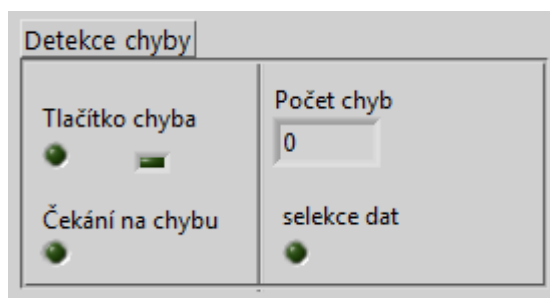 Detekce chyby
Tlačítko chyba
Počet chyb
0
Čekání na chybu
selekce dat